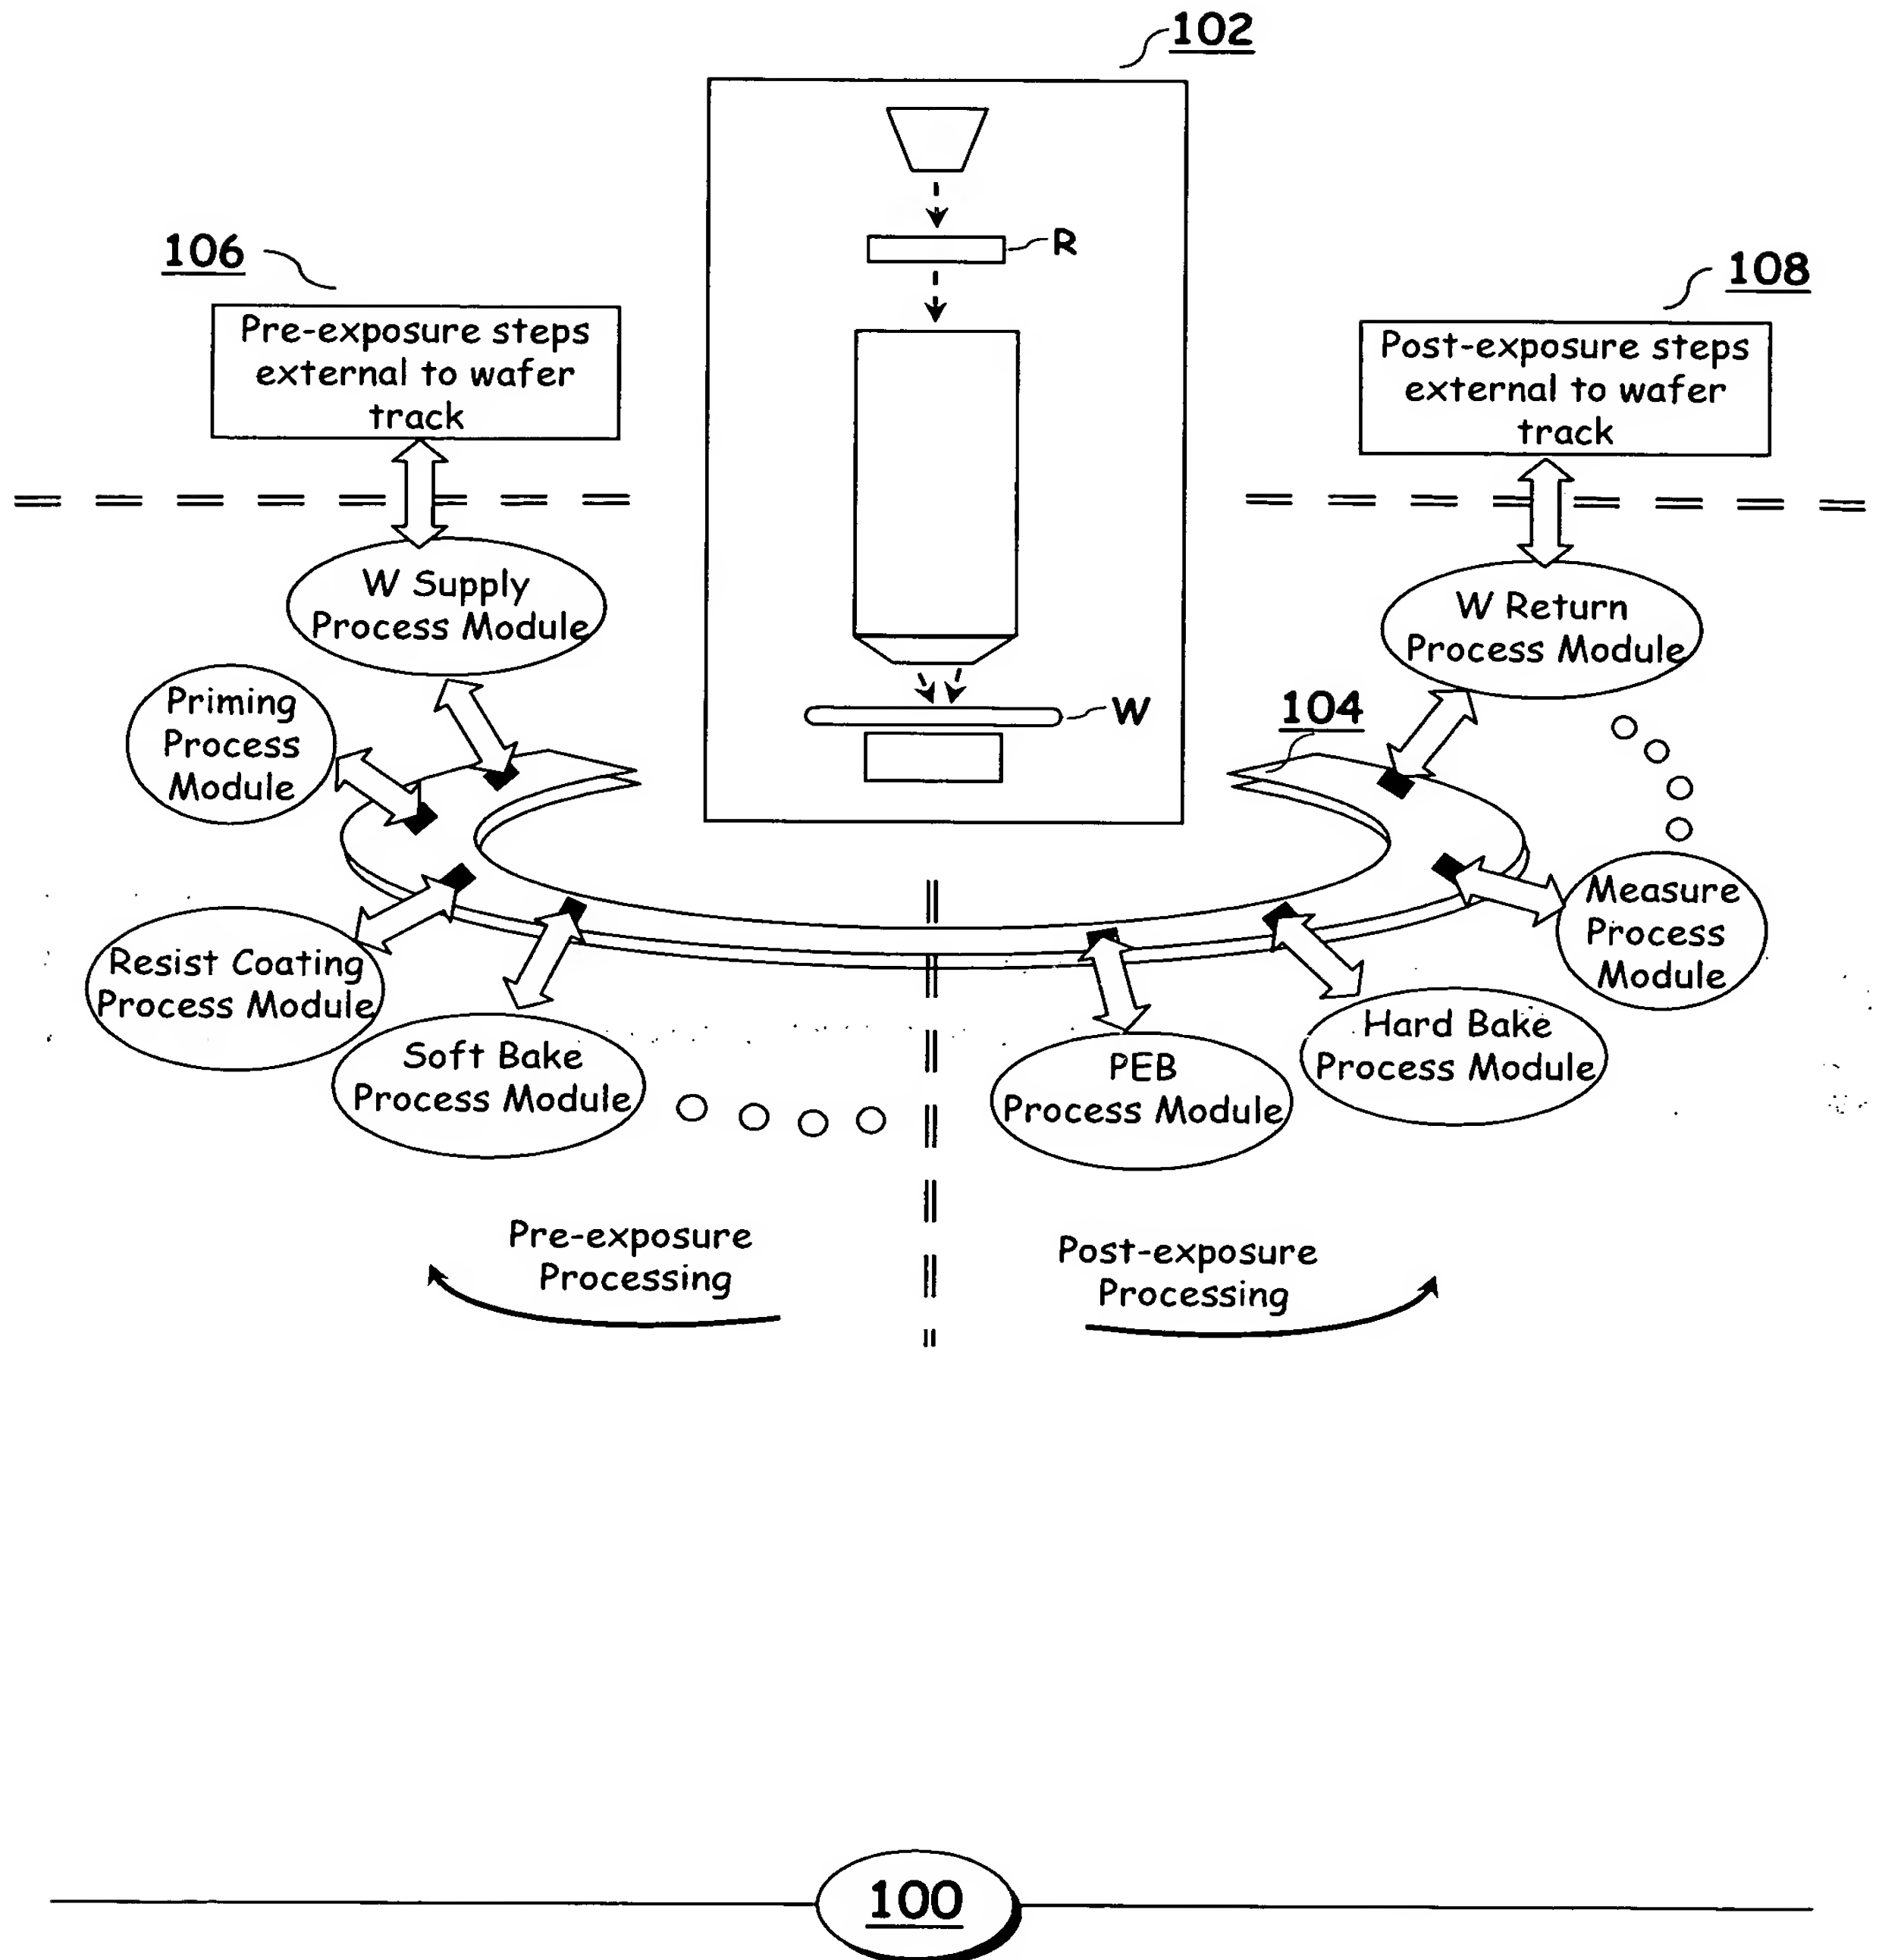 102
R
106
Pre-exposure steps
external to wafer
track
108
Post-exposure steps
external to wafer
track
W Supply
Process Module
W Return
Process Module
Priming
Process
Module
W
104
Resist Coating
Process Module
Soft Bake
Process Module
PEB
Process Module
Hard Bake
Process Module
Measure
Process
Module
Pre-exposure
Processing
Post-exposure
Processing
100